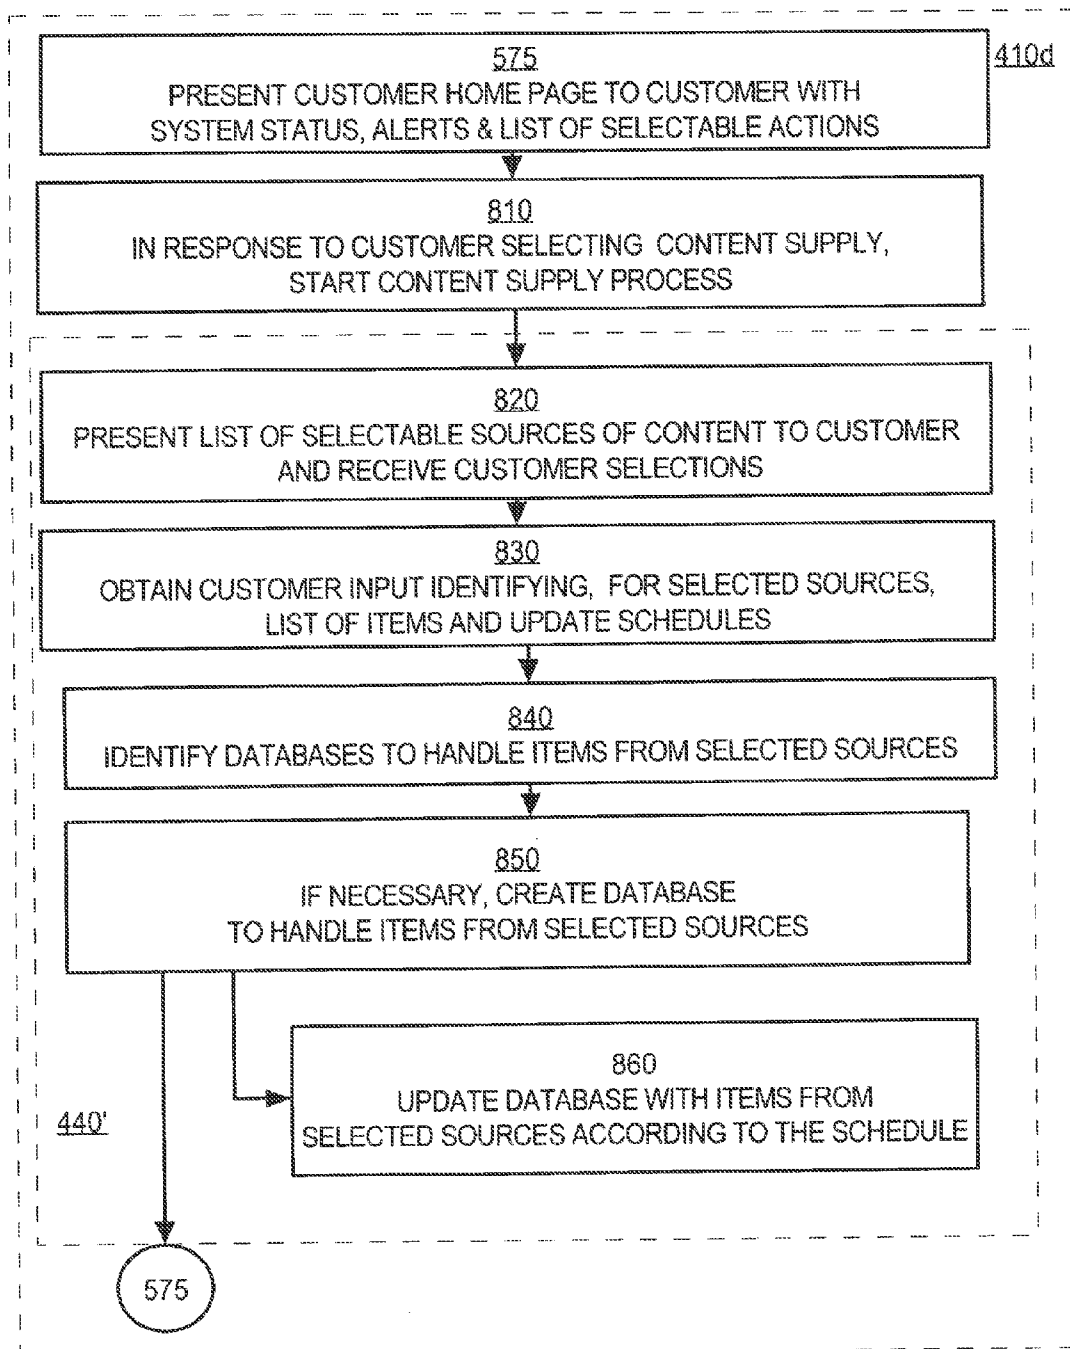 575
410d
PRESENT CUSTOMER HOME PAGE TO CUSTOMER WITH
SYSTEM STATUS, ALERTS & LIST OF SELECTABLE ACTIONS
810
IN RESPONSE TO CUSTOMER SELECTING CONTENT SUPPLY,
START CONTENT SUPPLY PROCESS
820
PRESENT LIST OF SELECTABLE SOURCES OF CONTENT TO CUSTOMER
AND RECEIVE CUSTOMER SELECTIONS
830
OBTAIN CUSTOMER INPUT IDENTIFYING, FOR SELECTED SOURCES,
LIST OF ITEMS AND UPDATE SCHEDULES
840
IDENTIFY DATABASES TO HANDLE ITEMS FROM SELECTED SOURCES
850
IF NECESSARY, CREATE DATABASE
TO HANDLE ITEMS FROM SELECTED SOURCES
860
UPDATE DATABASE WITH ITEMS FROM
SELECTED SOURCES ACCORDING TO THE SCHEDULE
440'
575